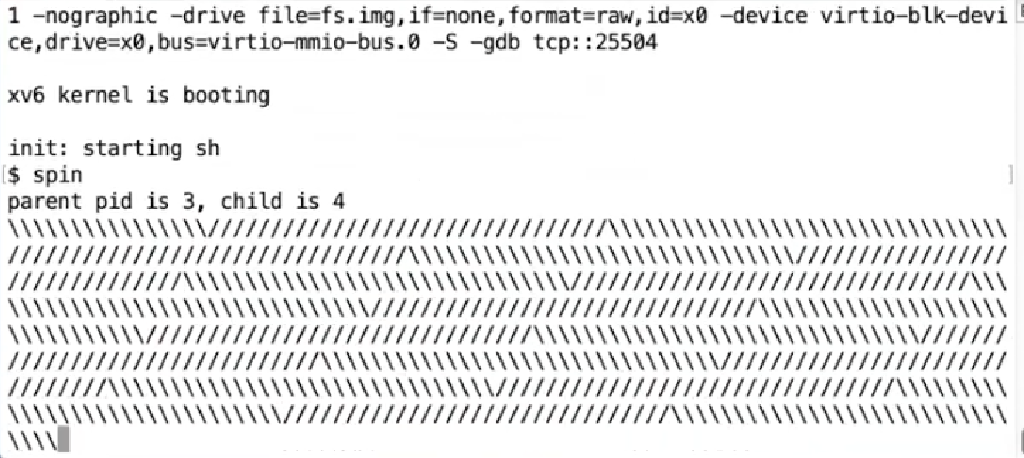 1 -nographic -drive file=fs.img,if=none,format=raw,id=x0 -device virtio-blk-devi
ce,drive=x0,bus=virtio-mmio-bus.0 -S -gdb tcp::25504
xv6 kernel is booting
init: starting sh
$ spin
parent pid is 3, child is 4
\\\\\\\\\\\\\\\\////////////////////////////////\\\\\\\\\\\\\\\\\\\\\\\\\\\\\\\\
////////////////////////////////\\\\\\\\\\\\\\\\\\\\\\\\\\\\\\\/////////////////
//////////////\\\\\\\\\\\\\\\\\\\\\\\\\\\\\\\////////////////////////////////\\\
\\\\\\\\\\\\\\\\\\\\\\\\\\\\\///////////////////////////////\\\\\\\\\\\\\\\\\\\\
\\\\\\\\\\\///////////////////////////////\\\\\\\\\\\\\\\\\\\\\\\\\\\\\\\///////
/////////////////////////\\\\\\\\\\\\\\\\\\\\\\\\\\\\\\\\///////////////////////
////////\\\\\\\\\\\\\\\\\\\\\\\\\\\\\\\////////////////////////////////\\\\\\\\\
\\\\\\\\\\\\\\\\\\\\\\///////////////////////////////\\\\\\\\\\\\\\\\\\\\\\\\\\\
\\\\